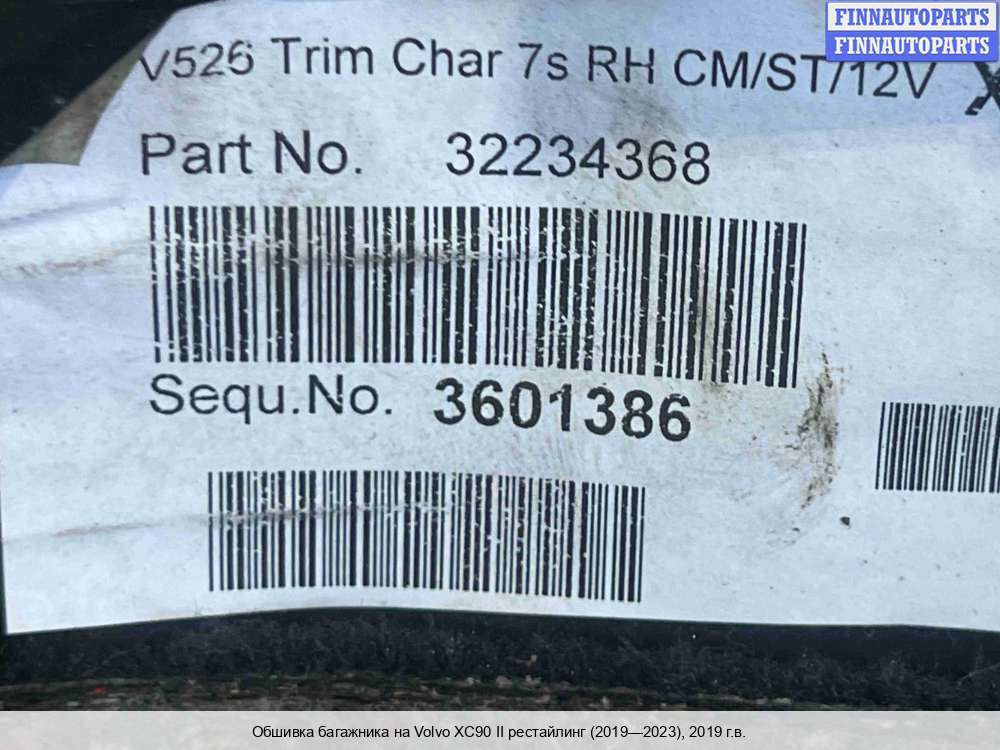 FINNAUTOPARTS
FINNAUTOPARTS
V526 Trim Char 7s RH CM/ST/12V
Part No. 32234368
Sequ.No. 3601386
Обшивка багажника на Volvo XC90 II рестайлинг (2019—2023), 2019 г.в.